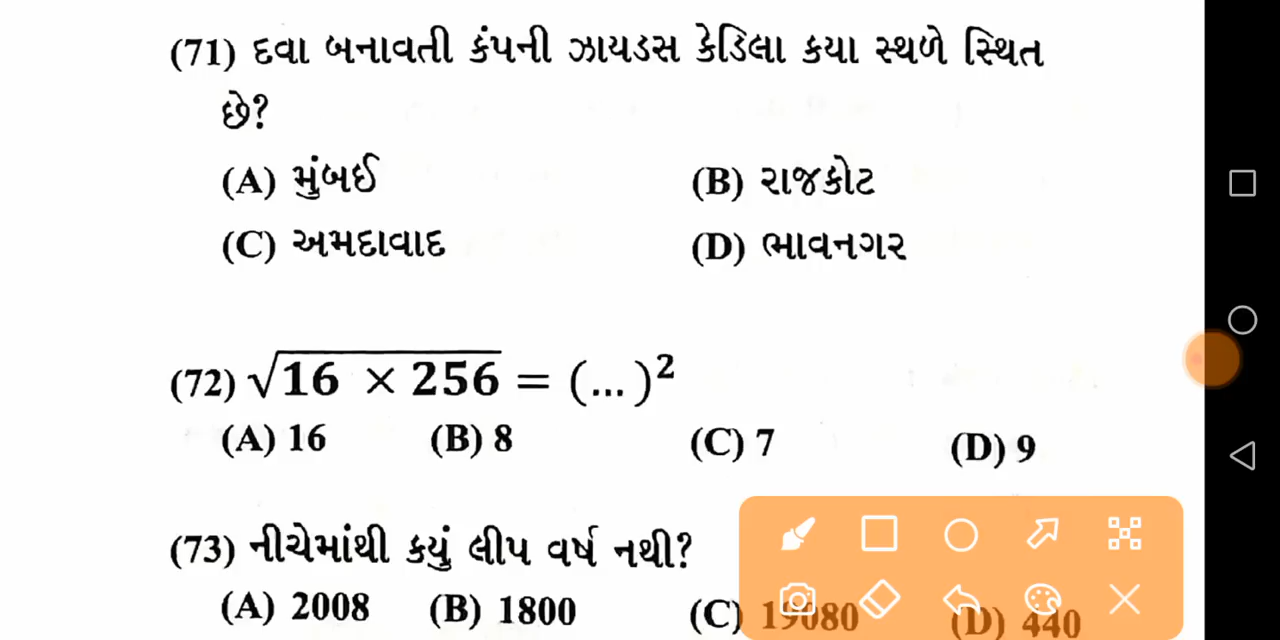 (71) દવા બનાવતી કંપની ઝાયડસ કેડિલા કયા સ્થળે સ્થિત
છે?
(A) મુંબઈ (B) રાજકોટ
(C) અમદાવાદ (D) ભાવનગર
(72) √16 × 256 = (...)²
(A) 16 (B) 8 (C) 7 (D) 9
(73) નીચેમાંથી કયું લીપ વર્ષ નથી?
(A) 2008 (B) 1800 (C) 19080 (D) 440